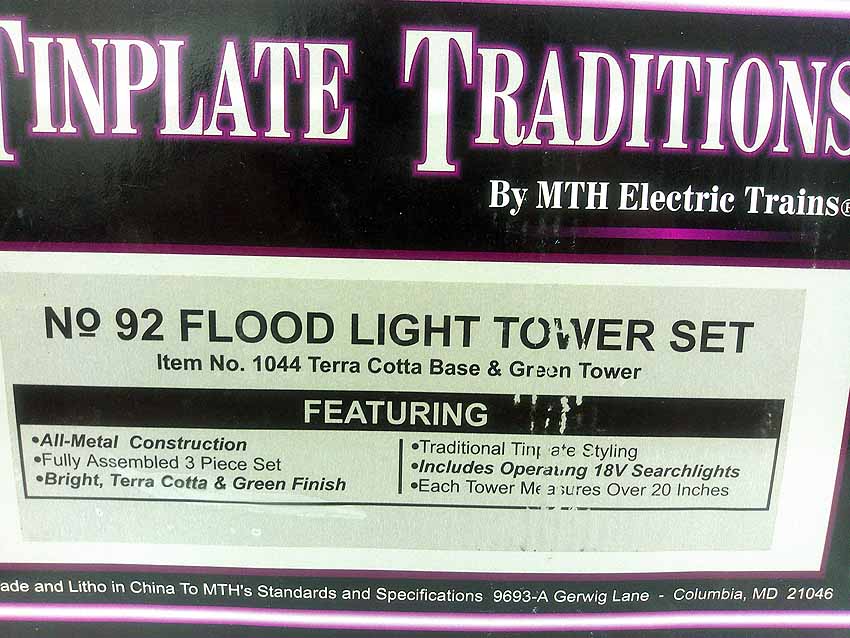 TINPLATE TRADITIONS
By MTH Electric Trains®
Nº 92 FLOOD LIGHT TOWER SET
Item No. 1044 Terra Cotta Base & Green Tower
FEATURING
•All-Metal Construction
•Fully Assembled 3 Piece Set
•Bright, Terra Cotta & Green Finish
•Traditional Tinplate Styling
•Includes Operating 18V Searchlights
•Each Tower Measures Over 20 Inches
ade and Litho in China To MTH's Standards and Specifications 9693-A Gerwig Lane - Columbia, MD 21046